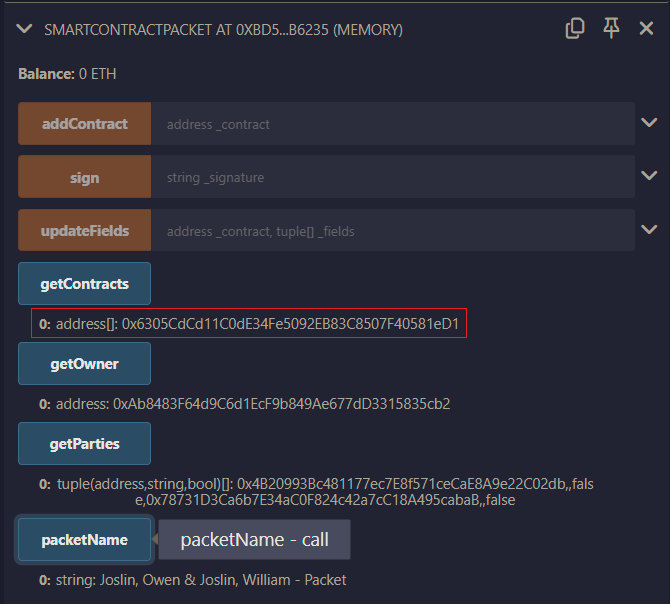 SMARTCONTRACTPACKET AT 0XBD5...B6235 (MEMORY)
Balance: 0 ETH
addContract address _contract
sign string _signature
updateFields address _contract, tuple[] _fields
getContracts
0: address[]: 0x6305CdCd11C0dE34Fe5092EB83C8507F40581eD1
getOwner
0: address: 0xAb8483F64d9C6d1EcF9b849Ae677dD3315835cb2
getParties
0: tuple(address,string,bool)[]: 0x4B20993Bc481177ec7E8f571ceCaE8A9e22C02db,,fals
e,0x78731D3Ca6b7E34aC0F824c42a7cC18A495cabaB,,false
packetName packetName - call
0: string: Joslin, Owen & Joslin, William - Packet